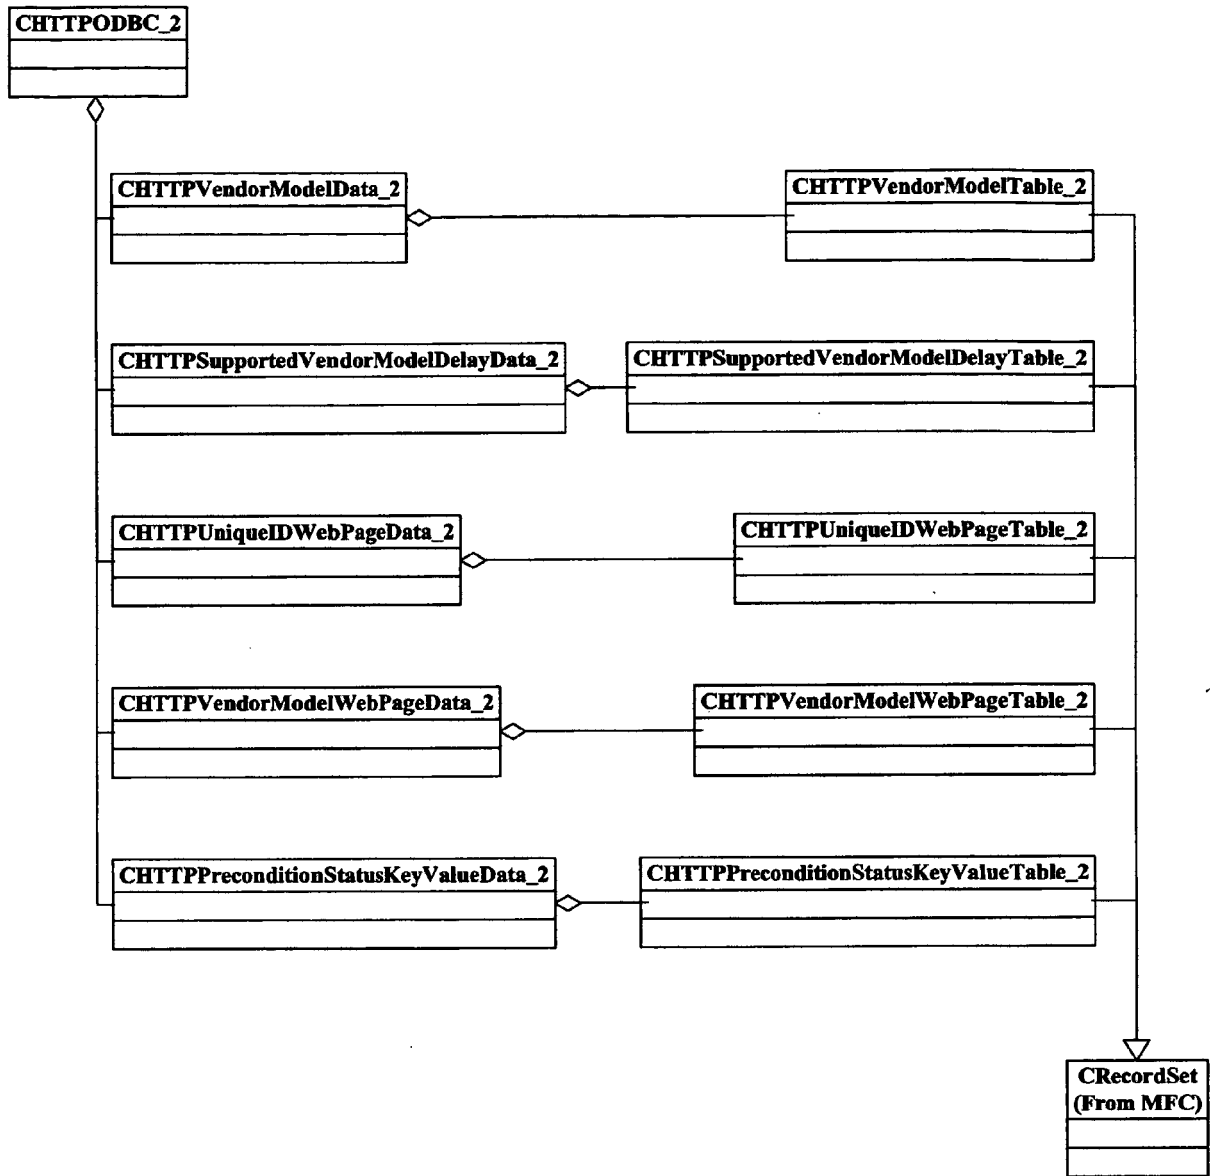 CHTTPODBC_2
CHTTPVendorModelData_2
CHTTPVendorModelTable_2
CHTTPSupportedVendorModelDelayData_2
CHTTPSupportedVendorModelDelayTable_2
CHTTPUniqueIDWebPageData_2
CHTTPUniqueIDWebPageTable_2
CHTTPVendorModelWebPageData_2
CHTTPVendorModelWebPageTable_2
CHTTPPreconditionStatusKeyValueData_2
CHTTPPreconditionStatusKeyValueTable_2
CRecordSet
(From MFC)